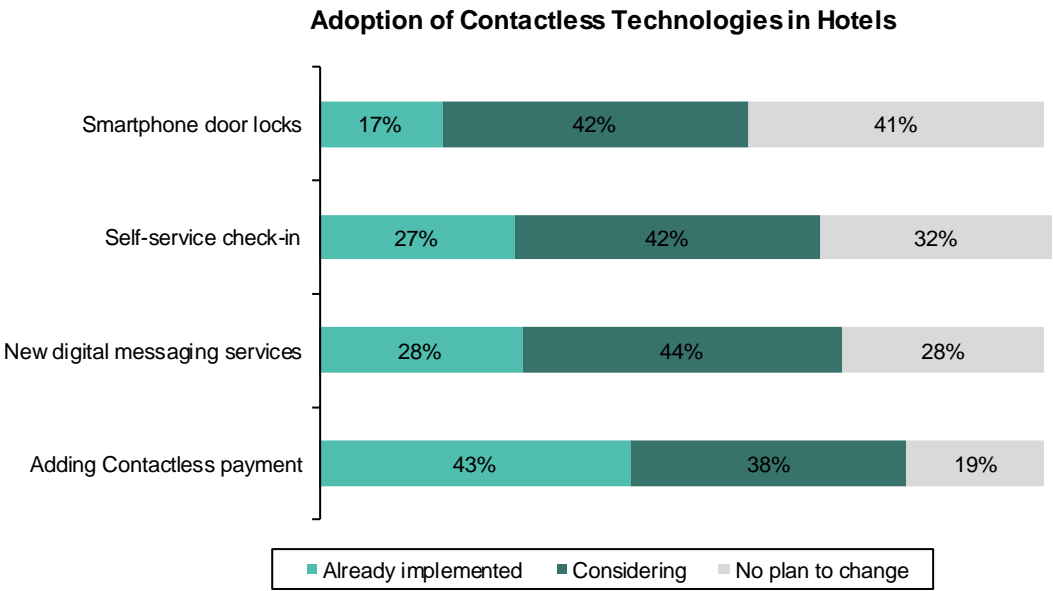 Adoption of Contactless Technologies in Hotels
Smartphone door locks 17% 42% 41%
Self-service check-in 27% 42% 32%
New digital messaging services 28% 44% 28%
Adding Contactless payment 43% 38% 19%
Already implemented Considering No plan to change